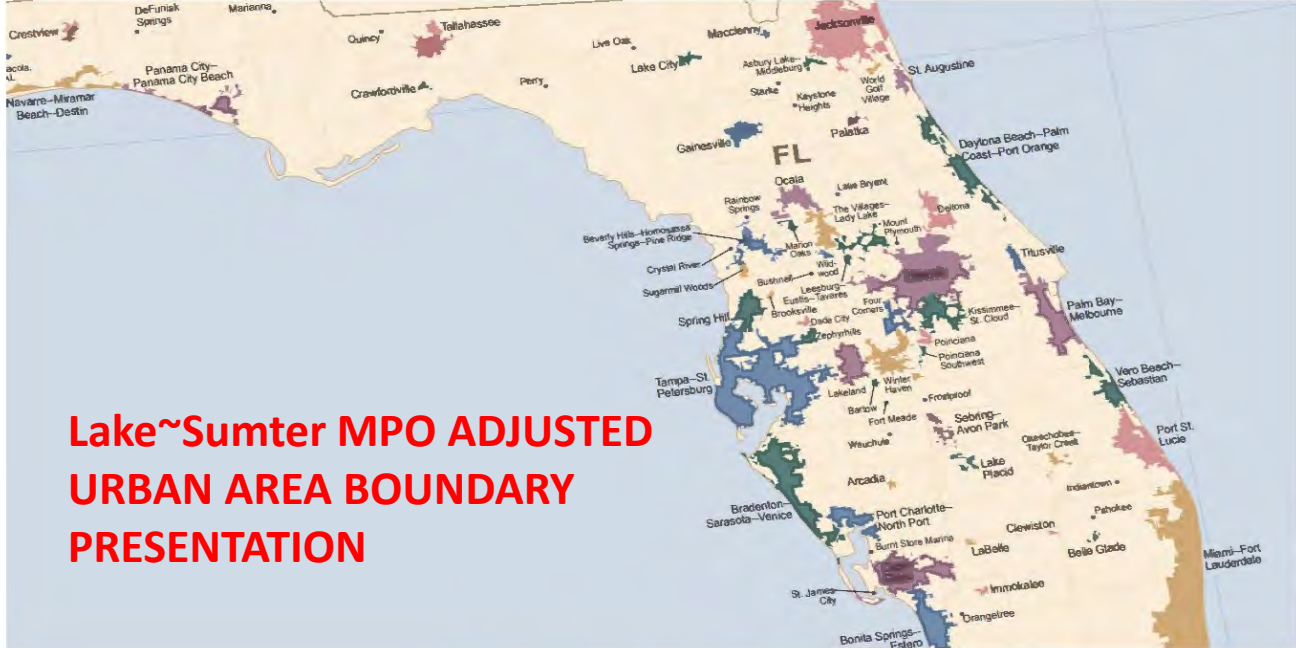 DeFuniak
Springs
Marianna
Crestview
Quincy
Tallahassee
Live Oak
Macclenny
Jacksonville
Lake City
Asbury Lake–
Middleburg
St. Augustine
Panama City–
Panama City Beach
Crawfordville
Perry
Starke
Keystone
Heights
World
Golf
Village
Navarre–Miramar
Beach–Destin
Palatka
Gainesville
FL
Daytona Beach–Palm
Coast–Port Orange
Ocala
Lake Bryant
Rainbow
Springs
The Villages–
Lady Lake
Deltona
Mount
Plymouth
Beverly Hills–Homosassa
Springs–Pine Ridge
Marion
Oaks
Titusville
Crystal River
Wild-
wood
Bushnell
Sugarmill Woods
Leesburg–
Eustis–Tavares
Four
Corners
Brooksville
Kissimmee–
St. Cloud
Palm Bay–
Melbourne
Spring Hill
Dade City
Zephyrhills
Poinciana
Poinciana
Southwest
Vero Beach–
Sebastian
Tampa–St.
Petersburg
Lakeland
Winter
Haven
Bartow
Frostproof
Fort Meade
Lake~Sumter MPO ADJUSTED
URBAN AREA BOUNDARY
PRESENTATION
Sebring–
Avon Park
Wauchula
Okeechobee–
Taylor Creek
Port St.
Lucie
Lake
Placid
Arcadia
Indiantown
Bradenton–
Sarasota–Venice
Port Charlotte–
North Port
Pahokee
Clewiston
Burnt Store Marina
LaBelle
Belle Glade
Miami–Fort
Lauderdale
St. James
City
Immokalee
Orangetree
Bonita Springs–
Estero